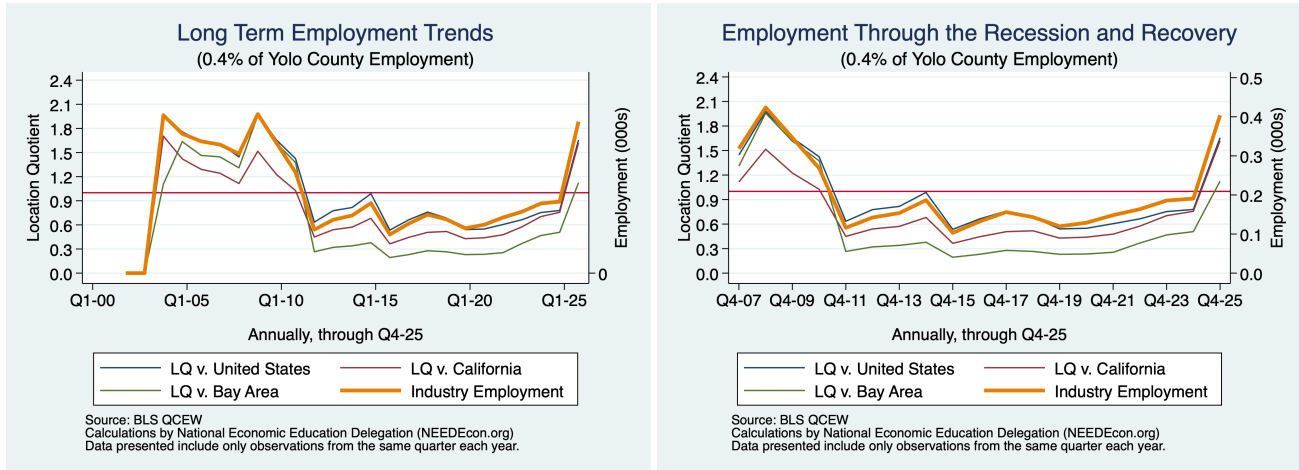 Long Term Employment Trends
(0.4% of Yolo County Employment)
Location Quotient
2.4
2.1
1.8
1.5
1.2
0.9
0.6
0.3
0.0
Employment (000s)
0
Q1-00 Q1-05 Q1-10 Q1-15 Q1-20 Q1-25
Annually, through Q4-25
LQ v. United States LQ v. California
LQ v. Bay Area Industry Employment
Source: BLS QCEW
Calculations by National Economic Education Delegation (NEEDEcon.org)
Data presented include only observations from the same quarter each year.
Employment Through the Recession and Recovery
(0.4% of Yolo County Employment)
Location Quotient
2.4
2.1
1.8
1.5
1.2
0.9
0.6
0.3
0.0
Employment (000s)
0.5
0.4
0.3
0.2
0.1
0.0
Q4-07 Q4-09 Q4-11 Q4-13 Q4-15 Q4-17 Q4-19 Q4-21 Q4-23 Q4-25
Annually, through Q4-25
LQ v. United States LQ v. California
LQ v. Bay Area Industry Employment
Source: BLS QCEW
Calculations by National Economic Education Delegation (NEEDEcon.org)
Data presented include only observations from the same quarter each year.